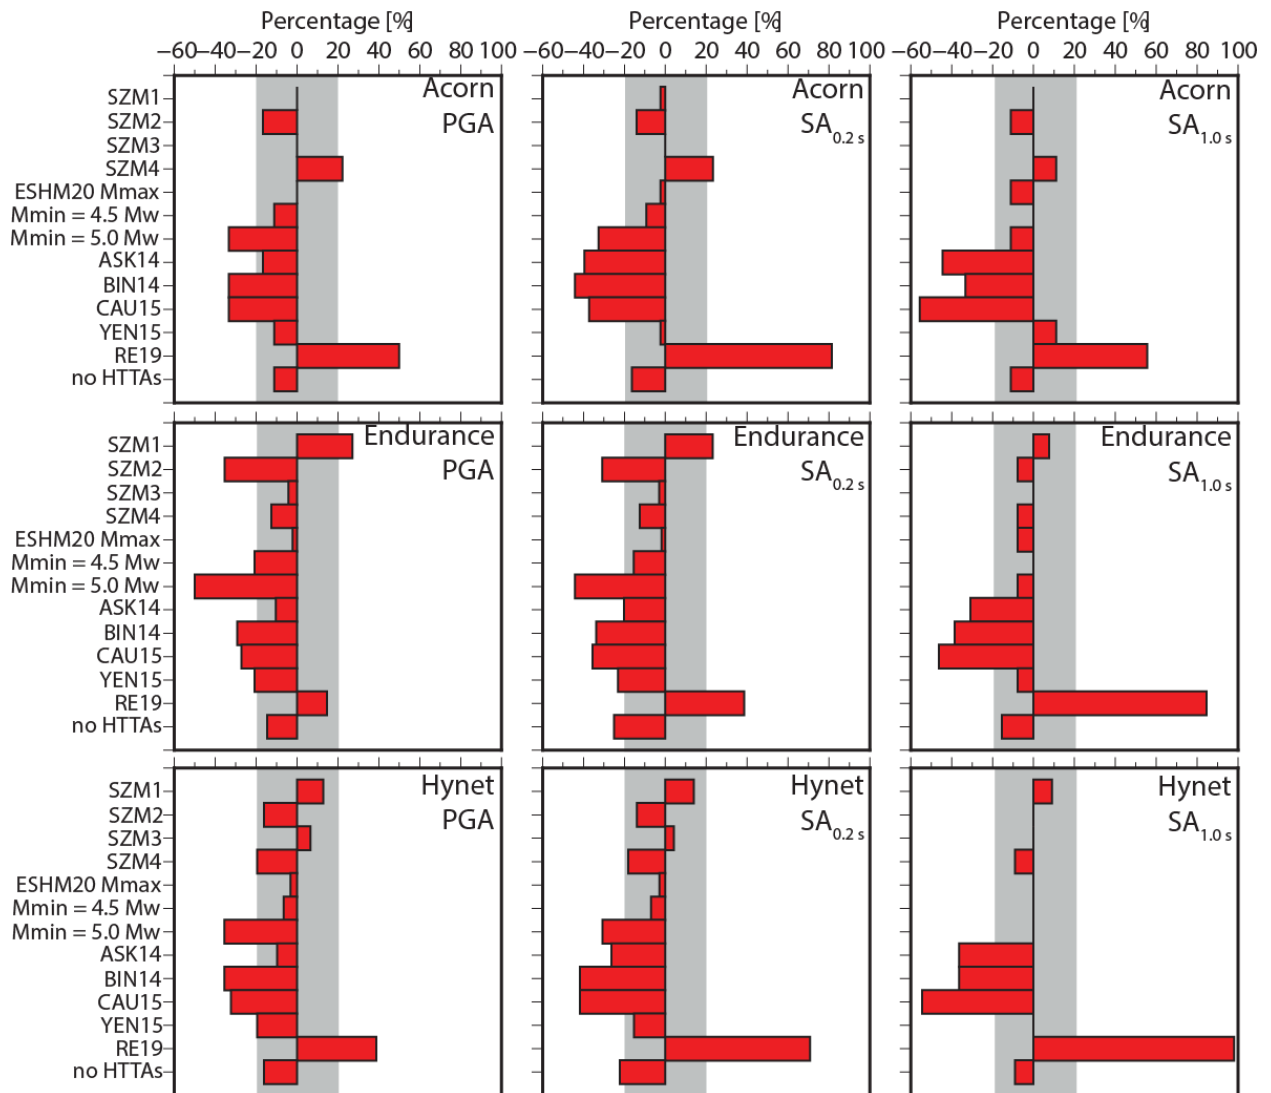 Percentage [%] Percentage [%] Percentage [%]
−60−40−20 0 20 40 60 80 100 −60−40−20 0 20 40 60 80 100 −60−40−20 0 20 40 60 80 100
Acorn
PGA
Acorn
SA0.2 s
Acorn
SA1.0 s
SZM1
SZM2
SZM3
SZM4
ESHM20 Mmax
Mmin = 4.5 Mw
Mmin = 5.0 Mw
ASK14
BIN14
CAU15
YEN15
RE19
no HTTAs
Endurance
PGA
Endurance
SA0.2 s
Endurance
SA1.0 s
SZM1
SZM2
SZM3
SZM4
ESHM20 Mmax
Mmin = 4.5 Mw
Mmin = 5.0 Mw
ASK14
BIN14
CAU15
YEN15
RE19
no HTTAs
Hynet
PGA
Hynet
SA0.2 s
Hynet
SA1.0 s
SZM1
SZM2
SZM3
SZM4
ESHM20 Mmax
Mmin = 4.5 Mw
Mmin = 5.0 Mw
ASK14
BIN14
CAU15
YEN15
RE19
no HTTAs